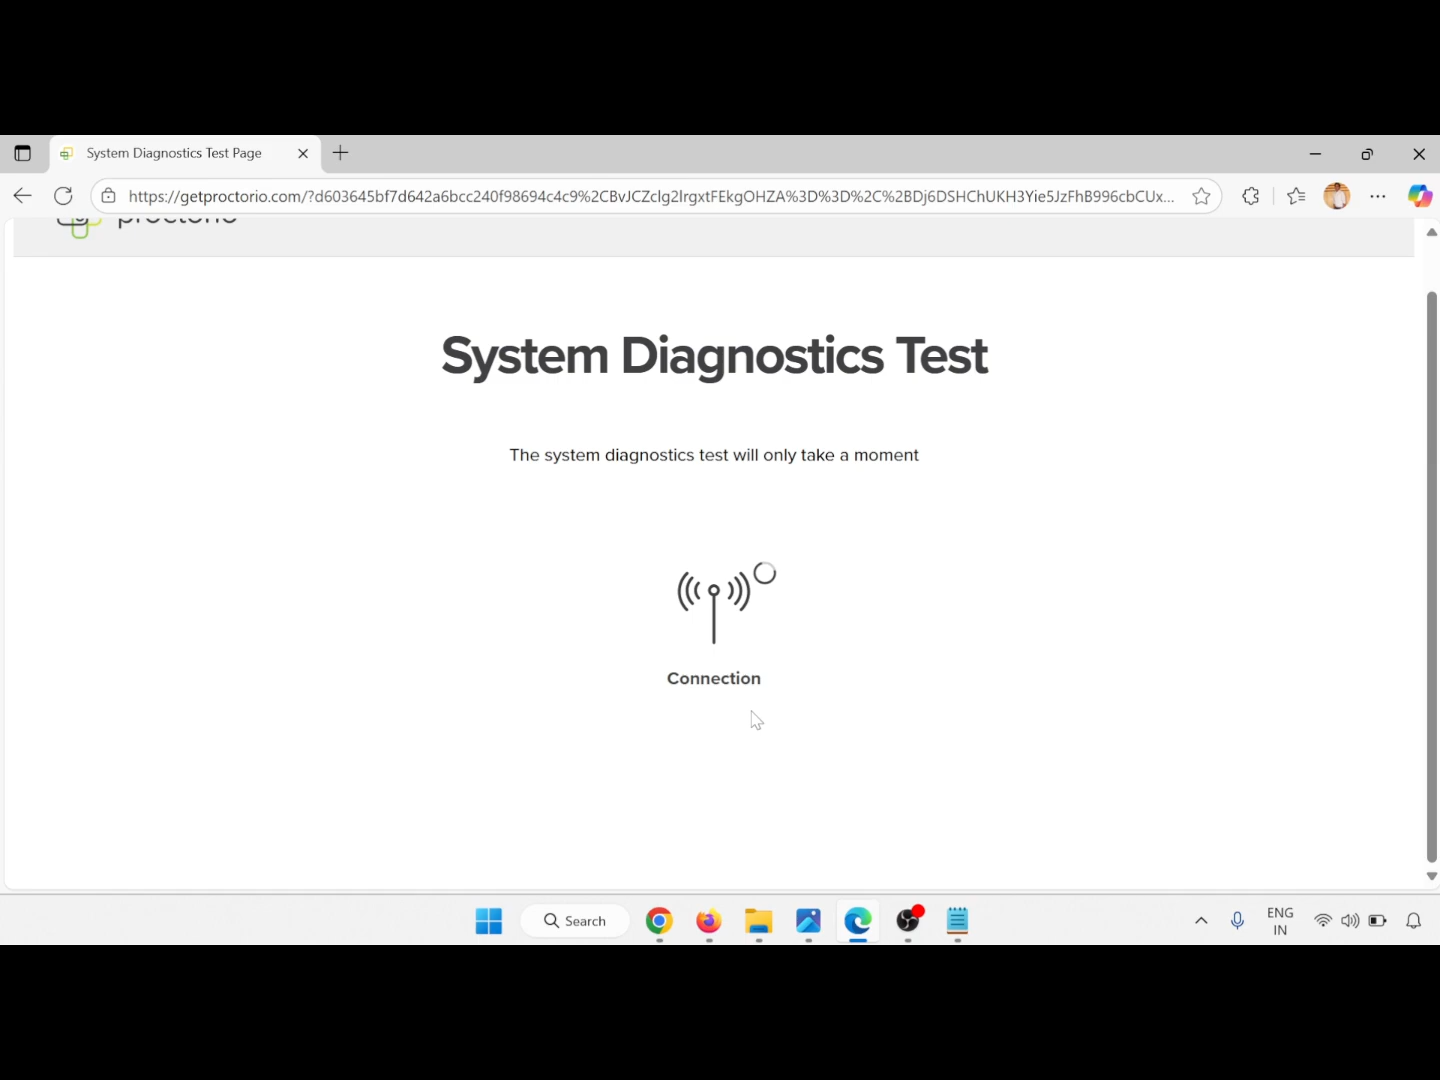 System Diagnostics Test Page
https://getproctorio.com/?d603645bf7d642a6bcc240f98694c4c9%2CBvJCZclg2lrgxtFEkgOHZA%3D%3D%2C%2BDj6DSHChUKH3Yie5JzFhB996cbCUx...
proctorio
System Diagnostics Test
The system diagnostics test will only take a moment
Connection
Search
ENG
IN